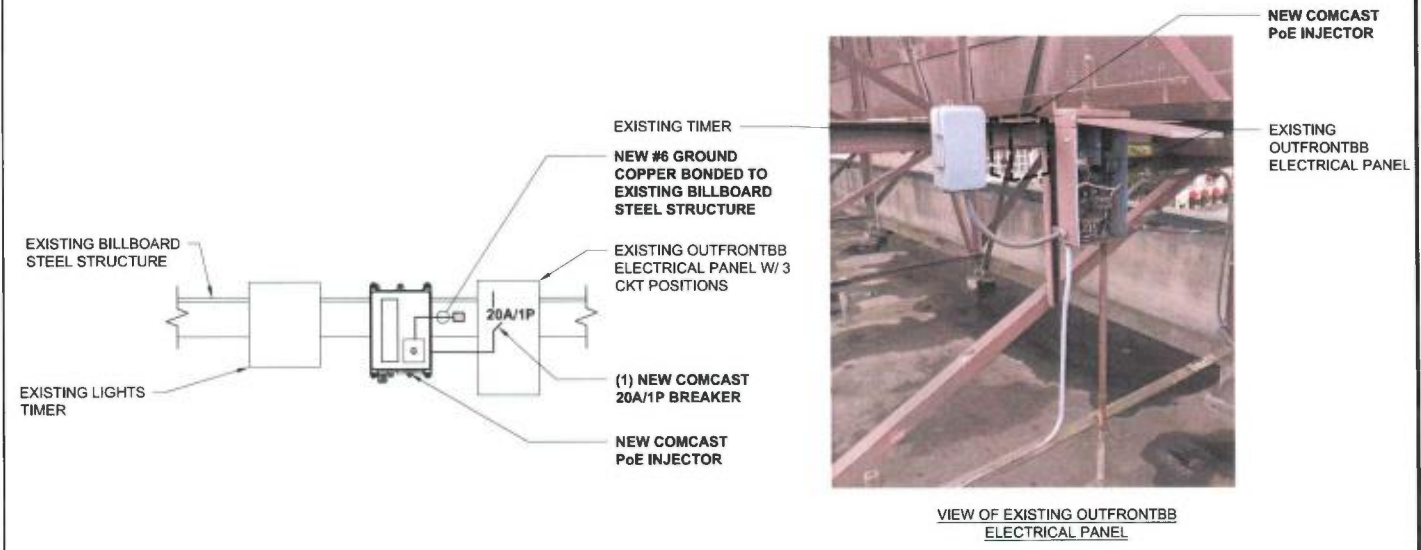 EXISTING BILLBOARD
STEEL STRUCTURE
EXISTING LIGHTS
TIMER
EXISTING TIMER
NEW #6 GROUND
COPPER BONDED TO
EXISTING BILLBOARD
STEEL STRUCTURE
EXISTING OUTFRONTBB
ELECTRICAL PANEL W/ 3
CKT POSITIONS
20A/1P
(1) NEW COMCAST
20A/1P BREAKER
NEW COMCAST
PoE INJECTOR
NEW COMCAST
PoE INJECTOR
EXISTING
OUTFRONTBB
ELECTRICAL PANEL
VIEW OF EXISTING OUTFRONTBB
ELECTRICAL PANEL